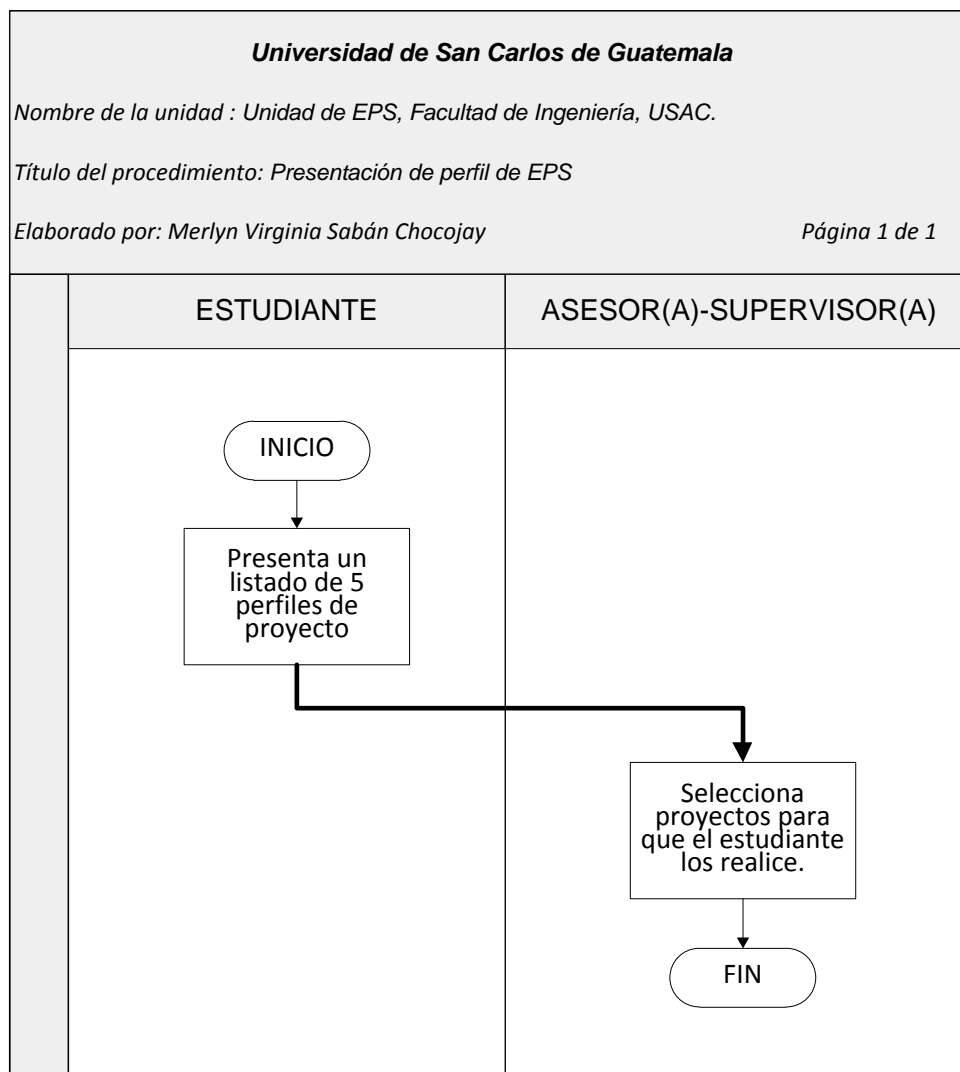 Universidad de San Carlos de Guatemala
Nombre de la unidad : Unidad de EPS, Facultad de Ingeniería, USAC.
Título del procedimiento: Presentación de perfil de EPS
Elaborado por: Merlyn Virginia Sabán Chocojay Página 1 de 1
ESTUDIANTE ASESOR(A)-SUPERVISOR(A)
INICIO
Presenta un
listado de 5
perfiles de
proyecto
Selecciona
proyectos para
que el estudiante
los realice.
FIN